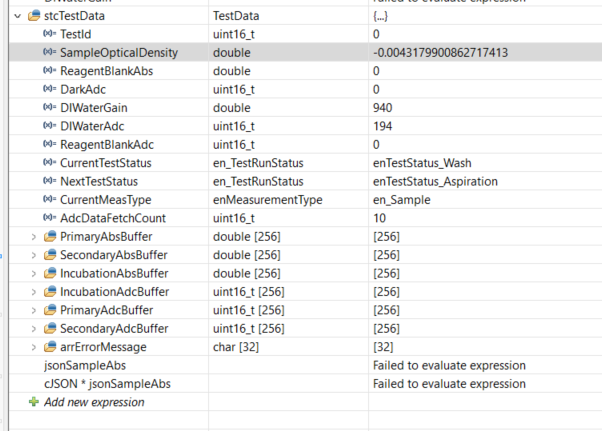 Failed to evaluate expression
stcTestData TestData {...}
(x)= TestId uint16_t 0
(x)= SampleOpticalDensity double -0.0043179900862717413
(x)= ReagentBlankAbs double 0
(x)= DarkAdc uint16_t 0
(x)= DIWaterGain double 940
(x)= DIWaterAdc uint16_t 194
(x)= ReagentBlankAdc uint16_t 0
(x)= CurrentTestStatus en_TestRunStatus enTestStatus_Wash
(x)= NextTestStatus en_TestRunStatus enTestStatus_Aspiration
(x)= CurrentMeasType enMeasurementType en_Sample
(x)= AdcDataFetchCount uint16_t 10
PrimaryAbsBuffer double [256] [256]
SecondaryAbsBuffer double [256] [256]
IncubationAbsBuffer double [256] [256]
IncubationAdcBuffer uint16_t [256] [256]
PrimaryAdcBuffer uint16_t [256] [256]
SecondaryAdcBuffer uint16_t [256] [256]
arrErrorMessage char [32] [32]
jsonSampleAbs Failed to evaluate expression
cJSON * jsonSampleAbs Failed to evaluate expression
Add new expression